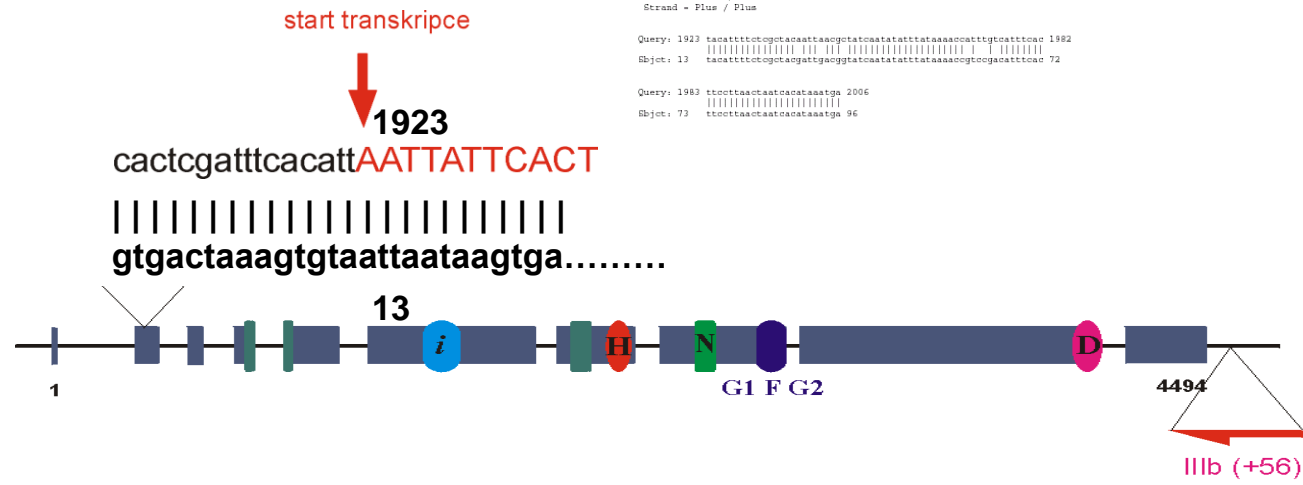 Strand = Plus / Plus
start transkripce
Query: 1923 tacattttctcgctacaattaacgctatcaatatatttataaaaccatttgtcatttcac 1982
Sbjct: 13 tacattttctcgctacgattgacggtatcaatatatttataaaaccgtccgacatttcac 72
Query: 1983 ttccttaactaatcacataaatga 2006
Sbjct: 73 ttccttaactaatcacataaatga 96
1923
cactcgatttcacattAATTATTCACT
gtgactaaagtgtaattaataagtga.........
13
i H N D
1 G1 F G2 4494
IIIb (+56)